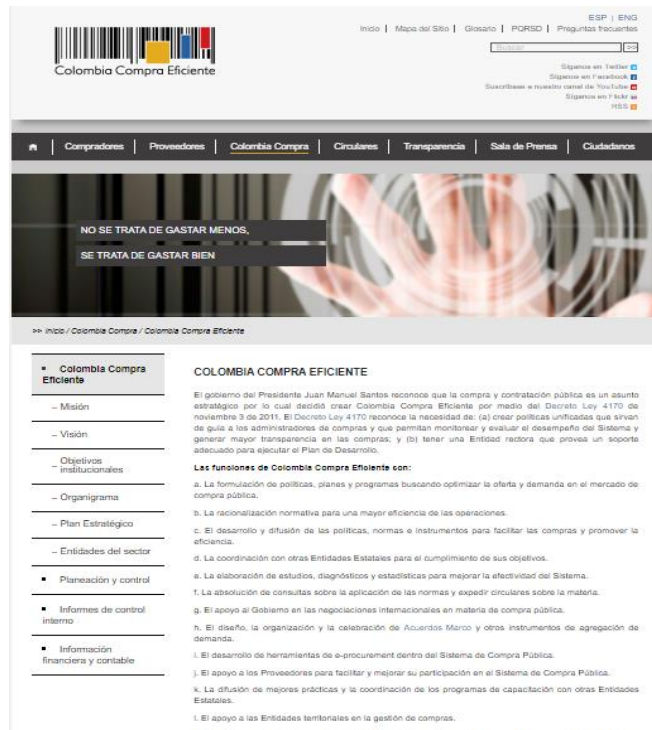 ESP | ENG
Inicio | Mapa del Sitio | Glosario | PQRSD | Preguntas frecuentes
Buscar >>
Colombia Compra Eficiente
Síganos en Twitter
Síganos en Facebook
Suscríbase a nuestro canal de YouTube
Síganos en Flickr
RSS
Compradores | Proveedores | Colombia Compra | Circulares | Transparencia | Sala de Prensa | Ciudadanos
NO SE TRATA DE GASTAR MENOS,
SE TRATA DE GASTAR BIEN
>> Inicio / Colombia Compra / Colombia Compra Eficiente
▪ Colombia Compra
Eficiente
– Misión
– Visión
– Objetivos
institucionales
– Organigrama
– Plan Estratégico
– Entidades del sector
▪ Planeación y control
▪ Informes de control
interno
▪ Información
financiera y contable
COLOMBIA COMPRA EFICIENTE
El gobierno del Presidente Juan Manuel Santos reconoce que la compra y contratación pública es un asunto
estratégico por lo cual decidió crear Colombia Compra Eficiente por medio del Decreto Ley 4170 de
noviembre 3 de 2011. El Decreto Ley 4170 reconoce la necesidad de: (a) crear políticas unificadas que sirvan
de guía a los administradores de compras y que permitan monitorear y evaluar el desempeño del Sistema y
generar mayor transparencia en las compras; y (b) tener una Entidad rectora que provea un soporte
adecuado para ejecutar el Plan de Desarrollo.
Las funciones de Colombia Compra Eficiente son:
a. La formulación de políticas, planes y programas buscando optimizar la oferta y demanda en el mercado de
compra pública.
b. La racionalización normativa para una mayor eficiencia de las operaciones.
c. El desarrollo y difusión de las políticas, normas e instrumentos para facilitar las compras y promover la
eficiencia.
d. La coordinación con otras Entidades Estatales para el cumplimiento de sus objetivos.
e. La elaboración de estudios, diagnósticos y estadísticas para mejorar la efectividad del Sistema.
f. La absolución de consultas sobre la aplicación de las normas y expedir circulares sobre la materia.
g. El apoyo al Gobierno en las negociaciones internacionales en materia de compra pública.
h. El diseño, la organización y la celebración de Acuerdos Marco y otros instrumentos de agregación de
demanda.
i. El desarrollo de herramientas de e-procurement dentro del Sistema de Compra Pública.
j. El apoyo a los Proveedores para facilitar y mejorar su participación en el Sistema de Compra Pública.
k. La difusión de mejores prácticas y la coordinación de los programas de capacitación con otras Entidades
Estatales.
l. El apoyo a las Entidades territoriales en la gestión de compras.